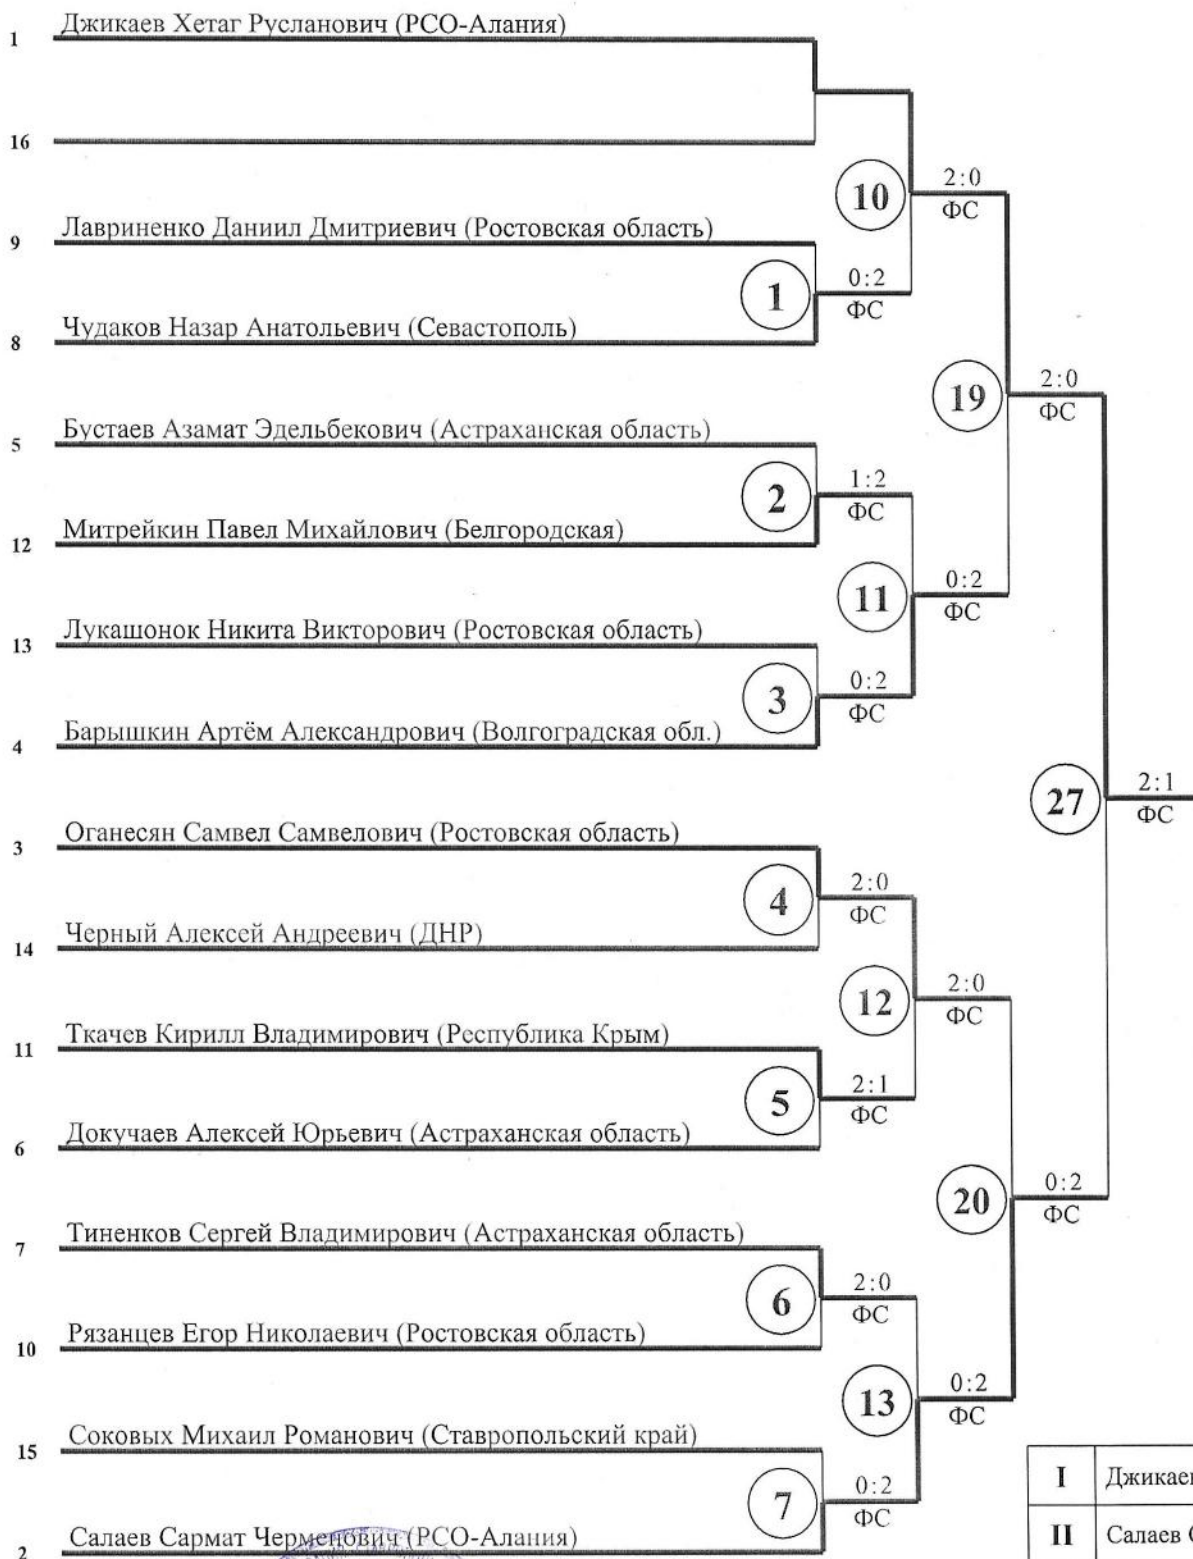 1 Джикаев Хетаг Русланович (РСО-Алания)
16
10 2:0
ФС
9 Лавриненко Даниил Дмитриевич (Ростовская область)
1 0:2
ФС
8 Чудаков Назар Анатольевич (Севастополь)
19 2:0
ФС
5 Бустаев Азамат Эдельбекович (Астраханская область)
2 1:2
ФС
12 Митрейкин Павел Михайлович (Белгородская)
11 0:2
ФС
13 Лукашонок Никита Викторович (Ростовская область)
3 0:2
ФС
4 Барышкин Артём Александрович (Волгоградская обл.)
27 2:1
ФС
3 Оганесян Самвел Самвелович (Ростовская область)
4 2:0
ФС
14 Черный Алексей Андреевич (ДНР)
12 2:0
ФС
11 Ткачев Кирилл Владимирович (Республика Крым)
5 2:1
ФС
6 Докучаев Алексей Юрьевич (Астраханская область)
20 0:2
ФС
7 Тиненков Сергей Владимирович (Астраханская область)
6 2:0
ФС
10 Рязанцев Егор Николаевич (Ростовская область)
13 0:2
ФС
15 Соковых Михаил Романович (Ставропольский край)
7 0:2
ФС
2 Салаев Сармат Черменович (РСО-Алания)
I Джикаев
II Салаев С